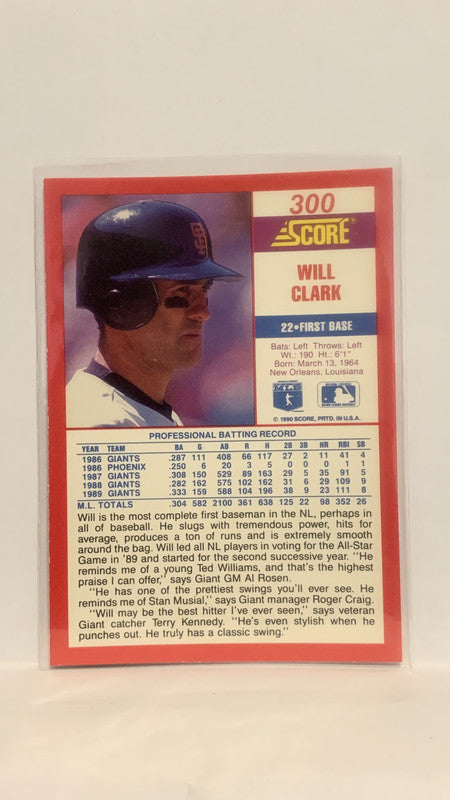 300
SCORE®
WILL
CLARK
22•FIRST BASE
Bats: Left Throws: Left
Wt.: 190 Ht.: 6'1"
Born: March 13, 1964
New Orleans, Louisiana
© 1990 SCORE, PRTD. IN U.S.A.
PROFESSIONAL BATTING RECORD
YEAR TEAM BA G AB R H 2B 3B HR RBI SB
1986 GIANTS .287 111 408 66 117 27 2 11 41 4
1986 PHOENIX .250 6 20 3 5 0 0 0 1 1
1987 GIANTS .308 150 529 89 163 29 5 35 91 5
1988 GIANTS .282 162 575 102 162 31 6 29 109 9
1989 GIANTS .333 159 588 104 196 38 9 23 111 8
M.L. TOTALS .304 582 2100 361 638 125 22 98 352 26
Will is the most complete first baseman in the NL, perhaps in
all of baseball. He slugs with tremendous power, hits for
average, produces a ton of runs and is extremely smooth
around the bag. Will led all NL players in voting for the All-Star
Game in '89 and started for the second successive year. "He
reminds me of a young Ted Williams, and that's the highest
praise I can offer," says Giant GM Al Rosen.
"He has one of the prettiest swings you'll ever see. He
reminds me of Stan Musial," says Giant manager Roger Craig.
"Will may be the best hitter I've ever seen," says veteran
Giant catcher Terry Kennedy. "He's even stylish when he
punches out. He truly has a classic swing."